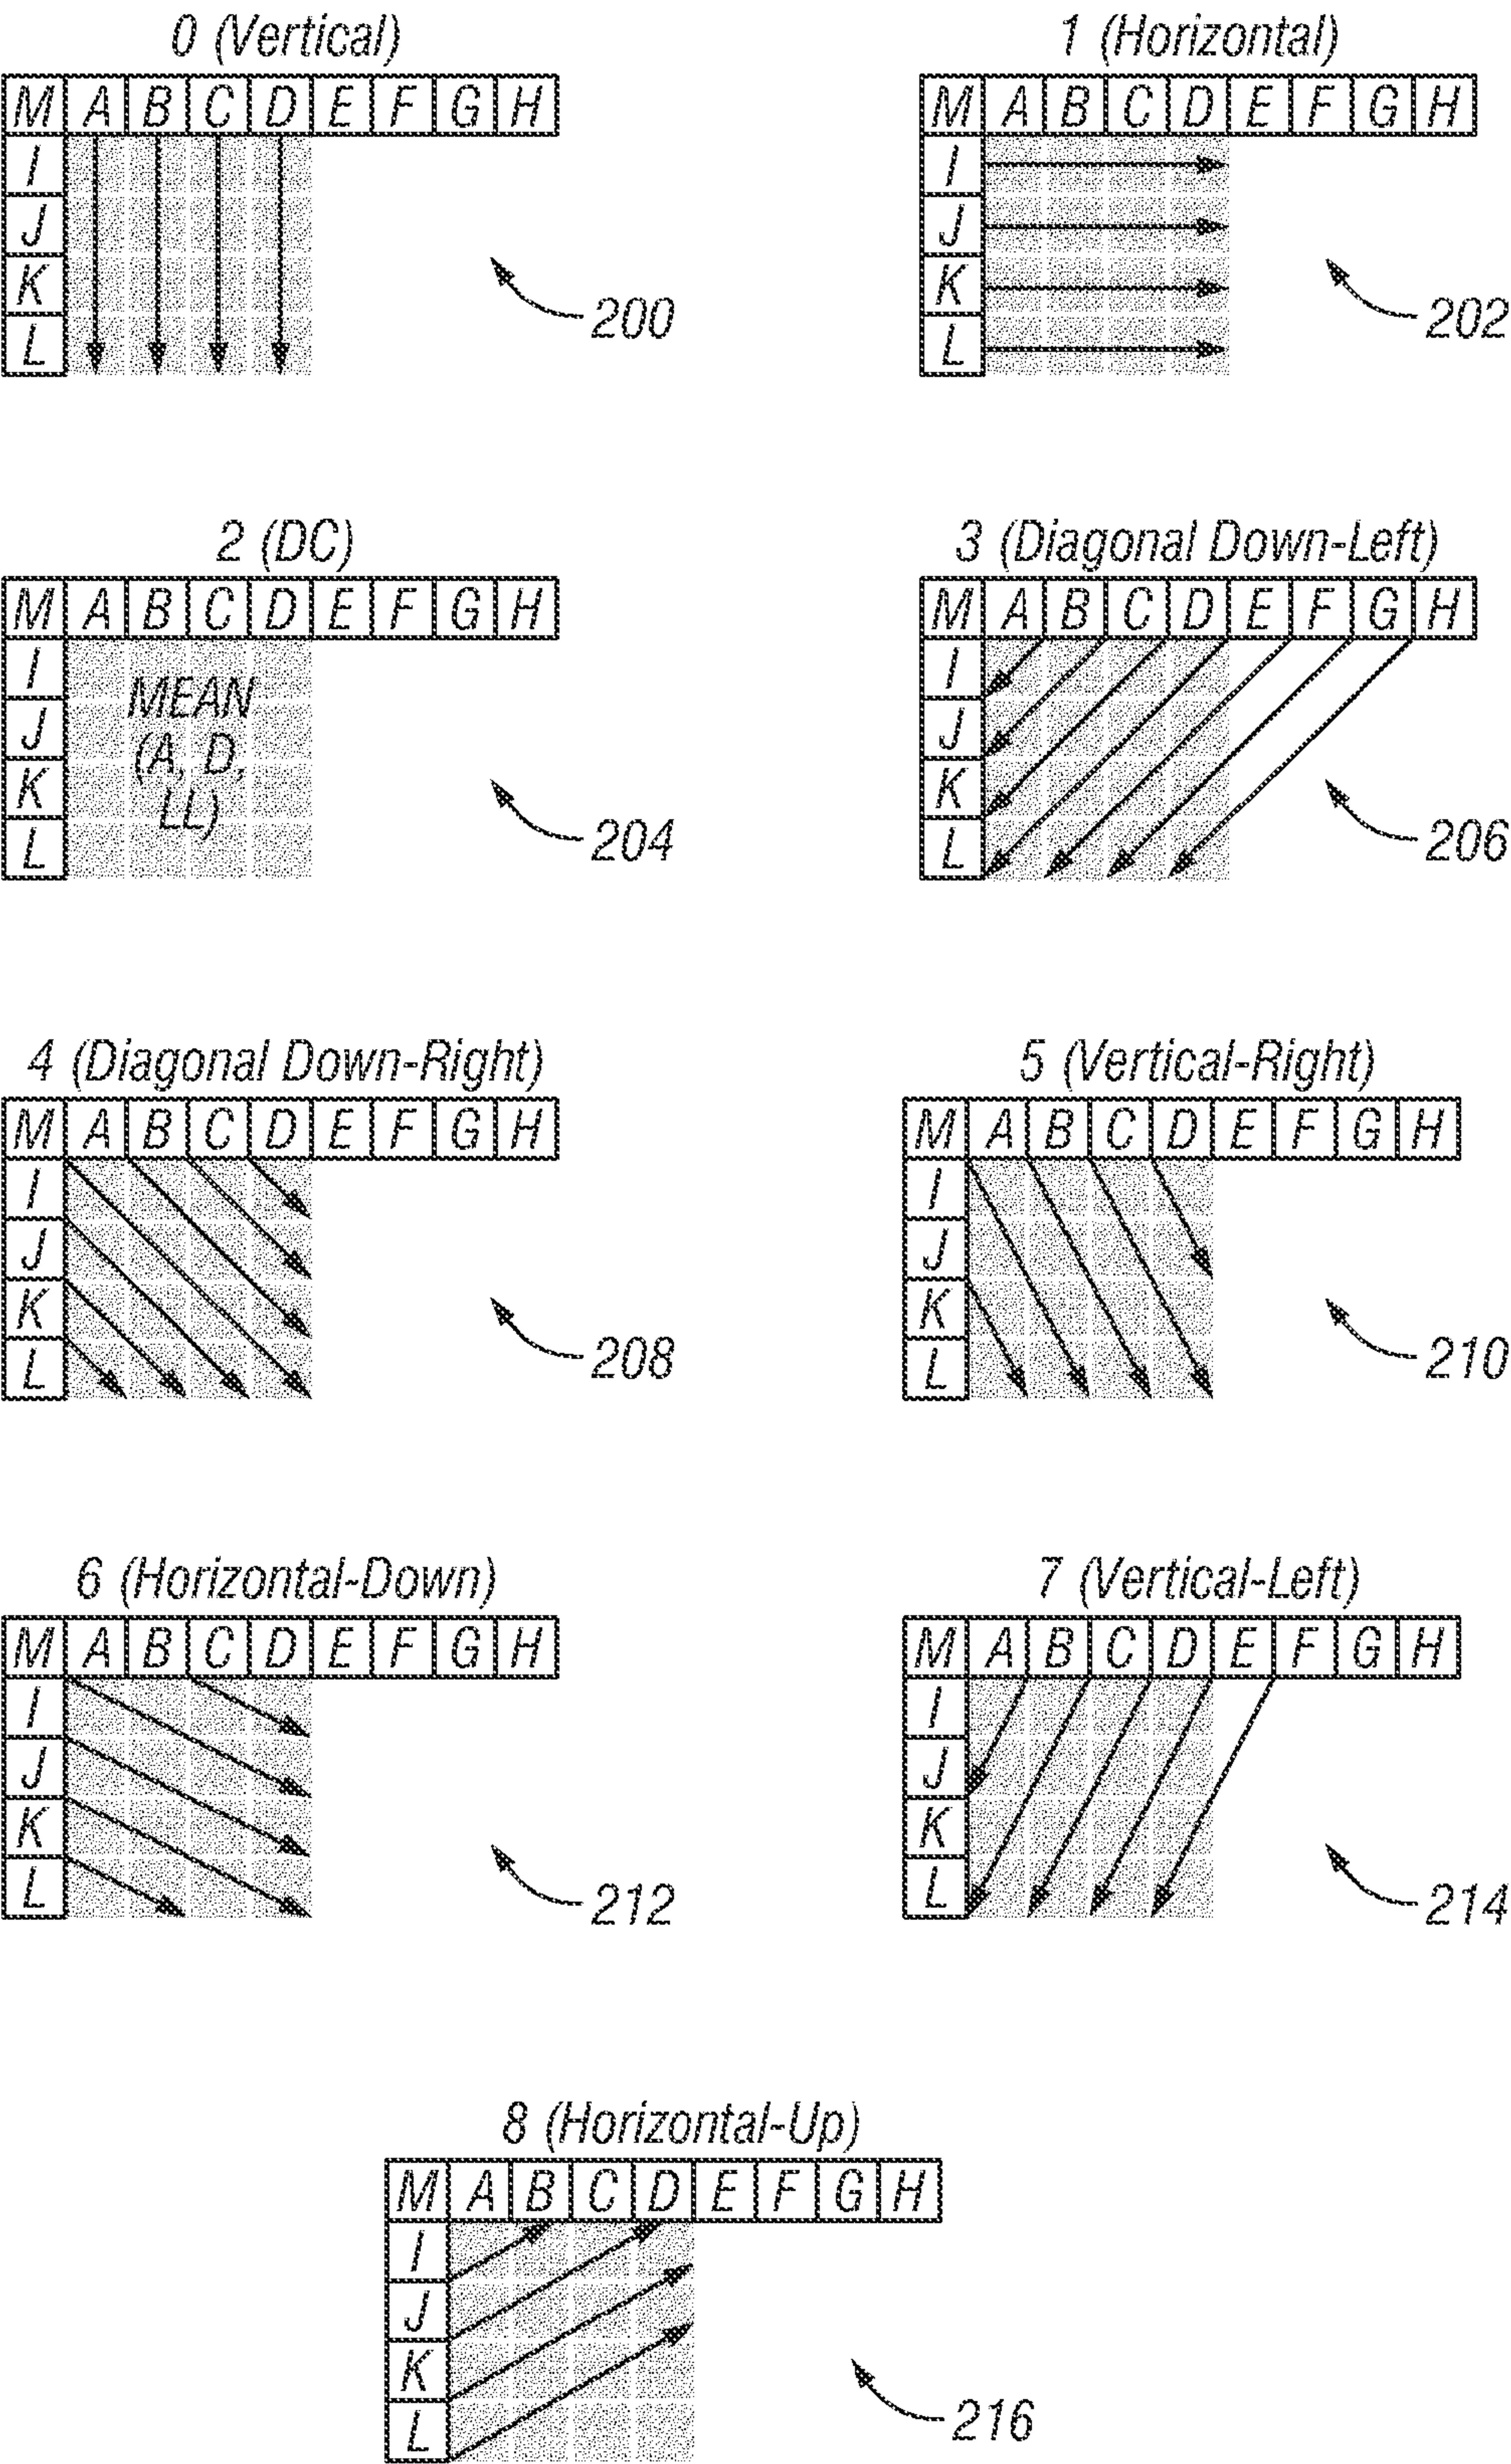 0 (Vertical)
M A B C D E F G H
I
J
K
L
200
1 (Horizontal)
M A B C D E F G H
I
J
K
L
202
2 (DC)
M A B C D E F G H
I
J
K
L
MEAN
(A, D,
LL)
204
3 (Diagonal Down-Left)
M A B C D E F G H
I
J
K
L
206
4 (Diagonal Down-Right)
M A B C D E F G H
I
J
K
L
208
5 (Vertical-Right)
M A B C D E F G H
I
J
K
L
210
6 (Horizontal-Down)
M A B C D E F G H
I
J
K
L
212
7 (Vertical-Left)
M A B C D E F G H
I
J
K
L
214
8 (Horizontal-Up)
M A B C D E F G H
I
J
K
L
216